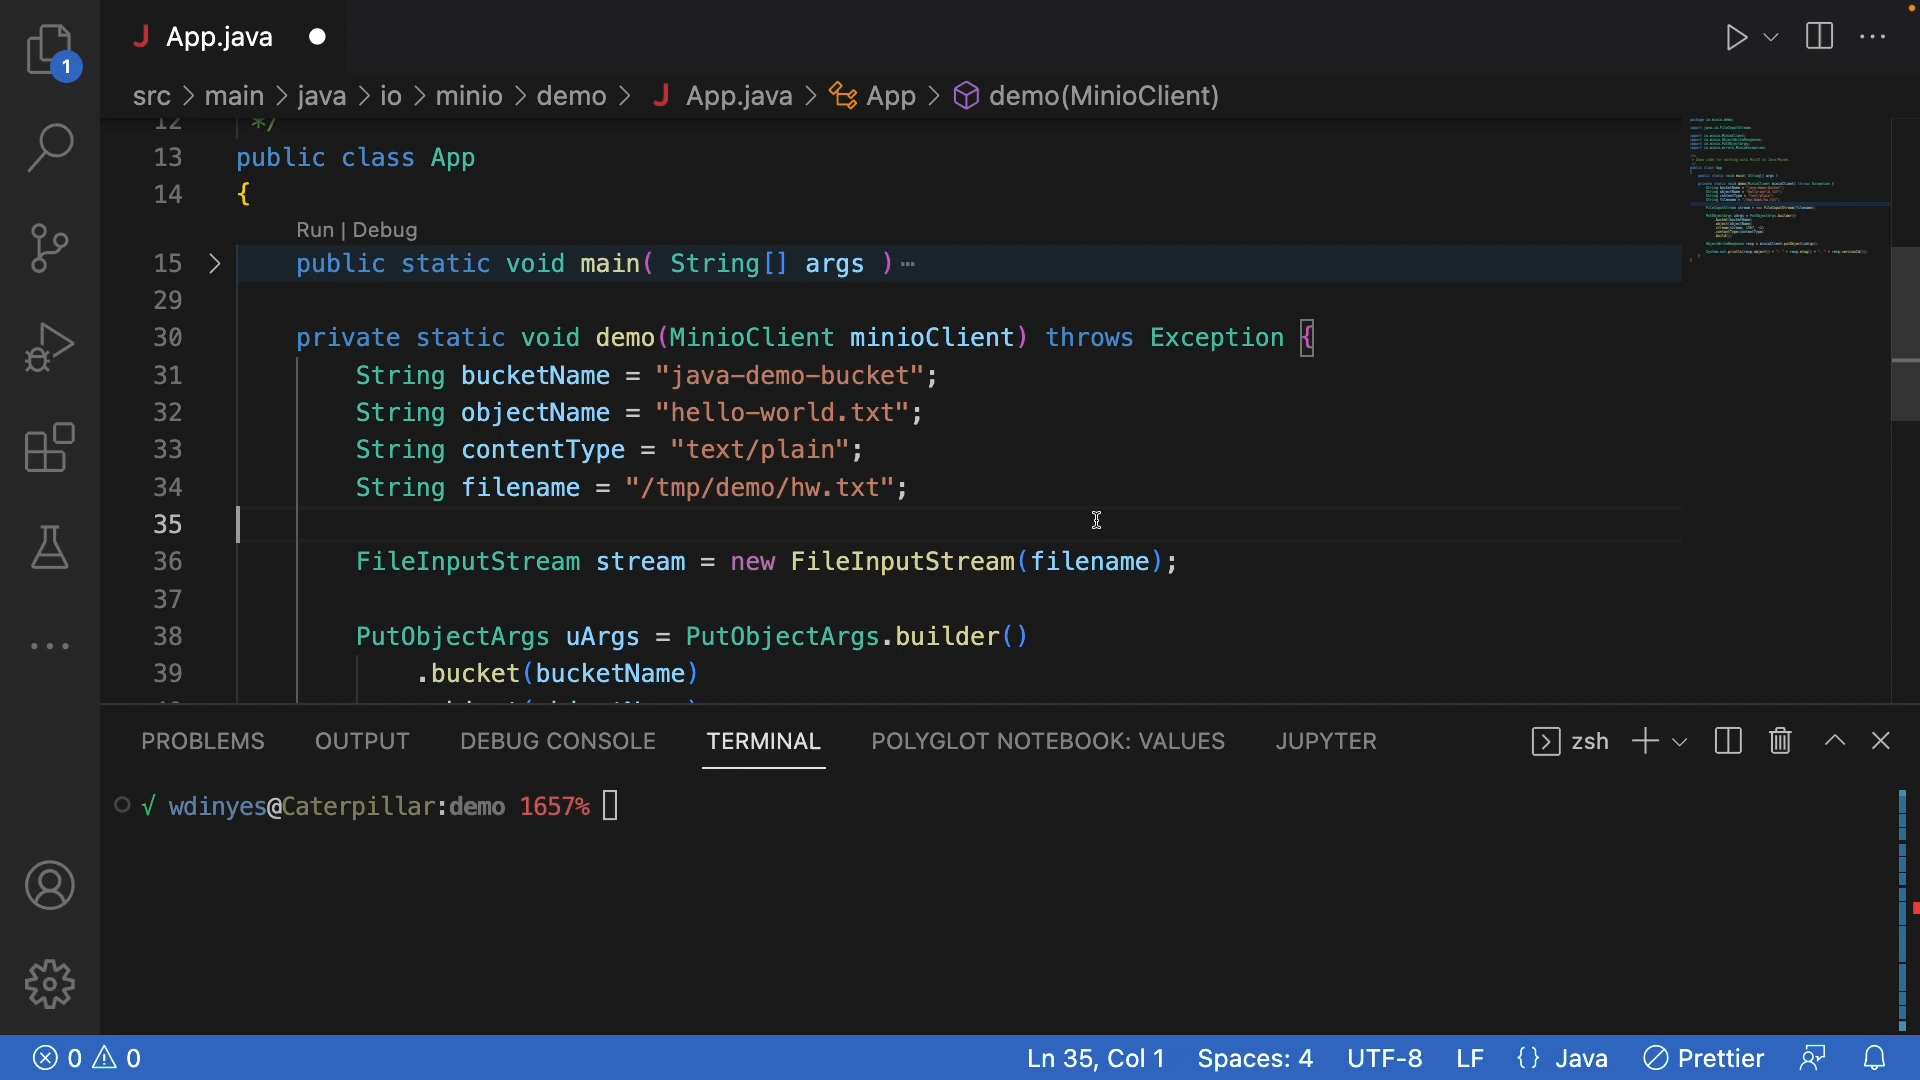 App.java
1
src > main > java > io > minio > demo > App.java > App > demo(MinioClient)
12 */
13 public class App
14 {
Run | Debug
15 public static void main( String[] args ) ⋯
29
30 private static void demo(MinioClient minioClient) throws Exception {
31 String bucketName = "java-demo-bucket";
32 String objectName = "hello-world.txt";
33 String contentType = "text/plain";
34 String filename = "/tmp/demo/hw.txt";
35
36 FileInputStream stream = new FileInputStream(filename);
37
38 PutObjectArgs uArgs = PutObjectArgs.builder()
39 .bucket(bucketName)
PROBLEMS OUTPUT DEBUG CONSOLE TERMINAL POLYGLOT NOTEBOOK: VALUES JUPYTER zsh
√ wdinyes@Caterpillar:demo 1657%
0 0 Ln 35, Col 1 Spaces: 4 UTF-8 LF {} Java Prettier